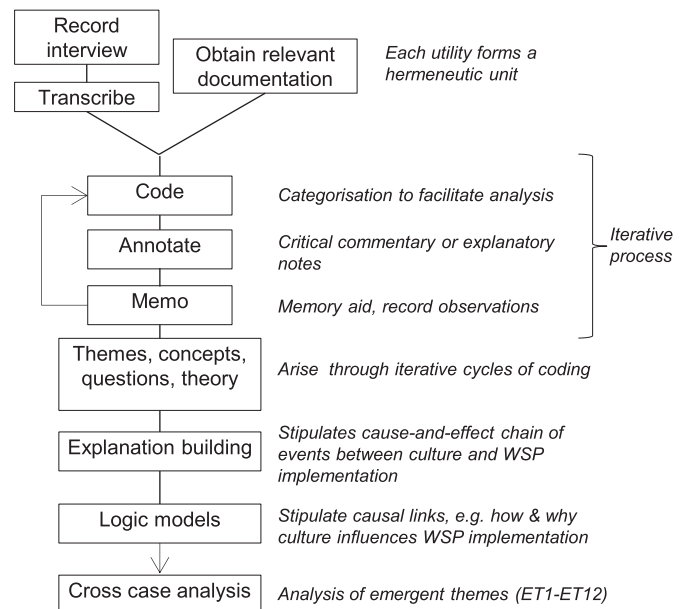 Record
interview
Obtain relevant
documentation
Each utility forms a
hermeneutic unit
Transcribe
Code
Categorisation to facilitate analysis
Annotate
Critical commentary or explanatory
notes
Iterative
process
Memo
Memory aid, record observations
Themes, concepts,
questions, theory
Arise through iterative cycles of coding
Explanation building
Stipulates cause-and-effect chain of
events between culture and WSP
implementation
Logic models
Stipulate causal links, e.g. how & why
culture influences WSP implementation
Cross case analysis
Analysis of emergent themes (ET1-ET12)